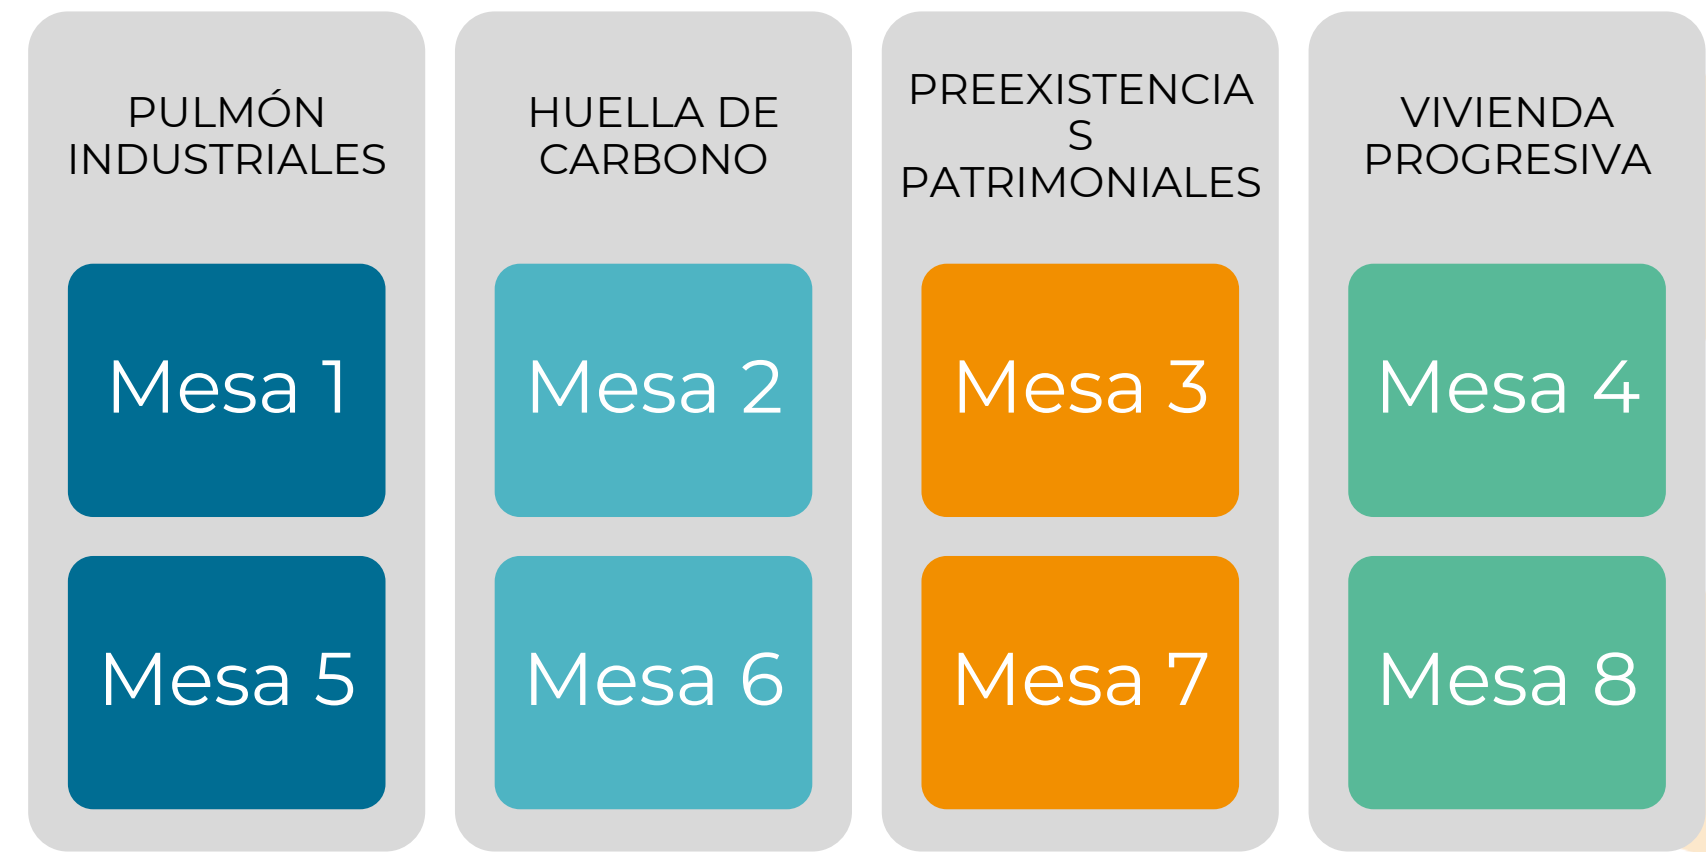 PULMÓN
INDUSTRIALES
Mesa 1
Mesa 5
HUELLA DE
CARBONO
Mesa 2
Mesa 6
PREEXISTENCIA
S
PATRIMONIALES
Mesa 3
Mesa 7
VIVIENDA
PROGRESIVA
Mesa 4
Mesa 8